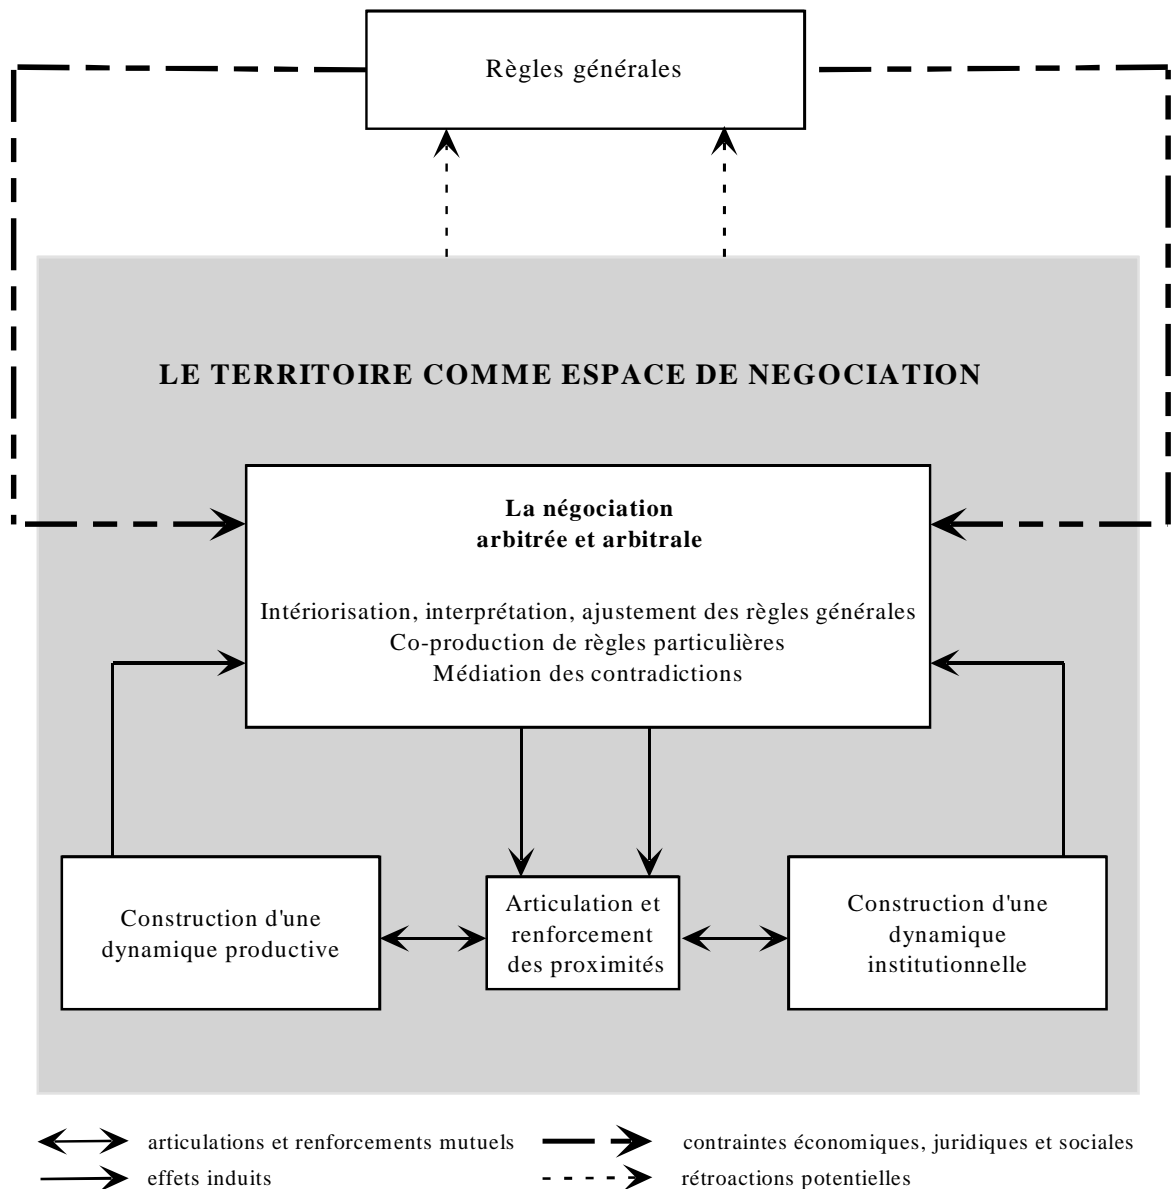 Règles générales
LE TERRITOIRE COMME ESPACE DE NEGOCIATION
La négociation
arbitrée et arbitrale
Intériorisation, interprétation, ajustement des règles générales
Co-production de règles particulières
Médiation des contradictions
Construction d'une
dynamique productive
Articulation et
renforcement
des proximités
Construction d'une
dynamique
institutionnelle
articulations et renforcements mutuels
contraintes économiques, juridiques et sociales
effets induits
rétroactions potentielles